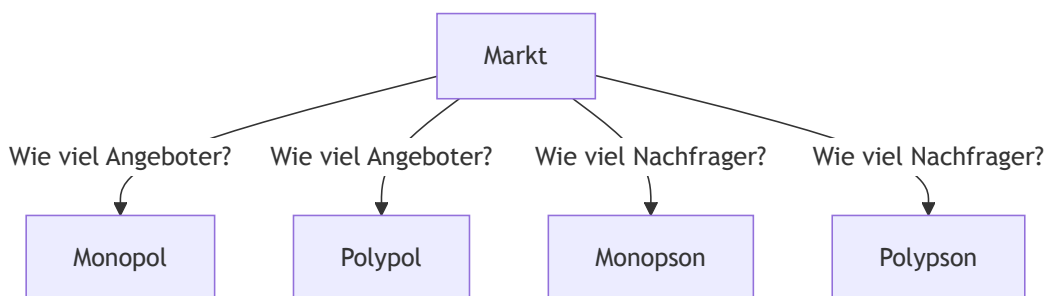 Markt
Wie viel Angeboter?
Wie viel Angeboter?
Wie viel Nachfrager?
Wie viel Nachfrager?
Monopol
Polypol
Monopson
Polypson